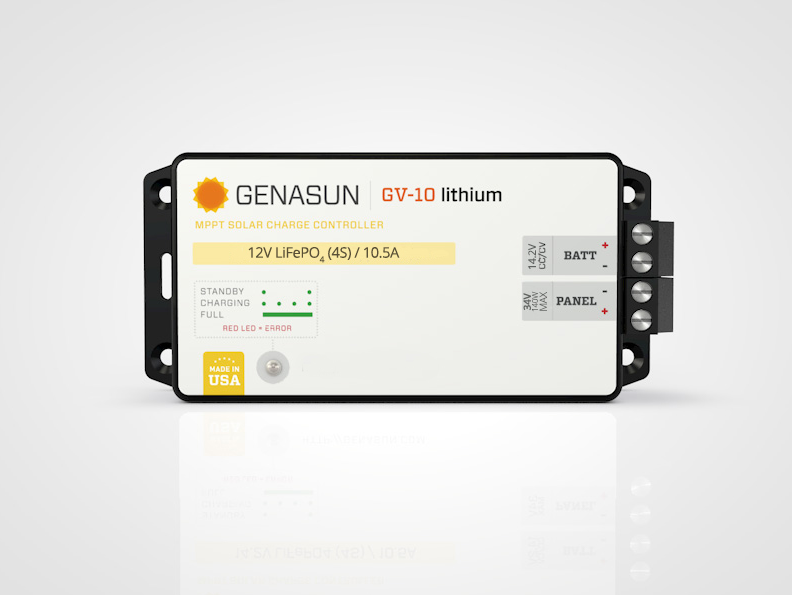 GENASUN GV-10 lithium
MPPT SOLAR CHARGE CONTROLLER
12V LiFePO4 (4S) / 10.5A
STANDBY
CHARGING
FULL
RED LED = ERROR
MADE IN
USA
14.2V
CC/CV
BATT
+
-
34V
140W
MAX
PANEL
-
+